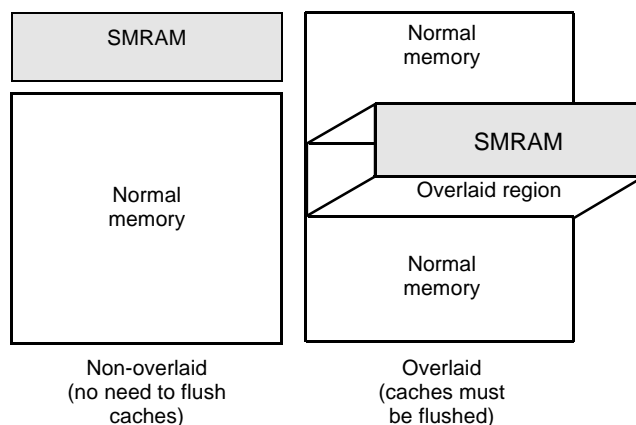 SMRAM
Normal
memory
Non-overlaid
(no need to flush
caches)
Normal
memory
SMRAM
Overlaid region
Normal
memory
Overlaid
(caches must
be flushed)